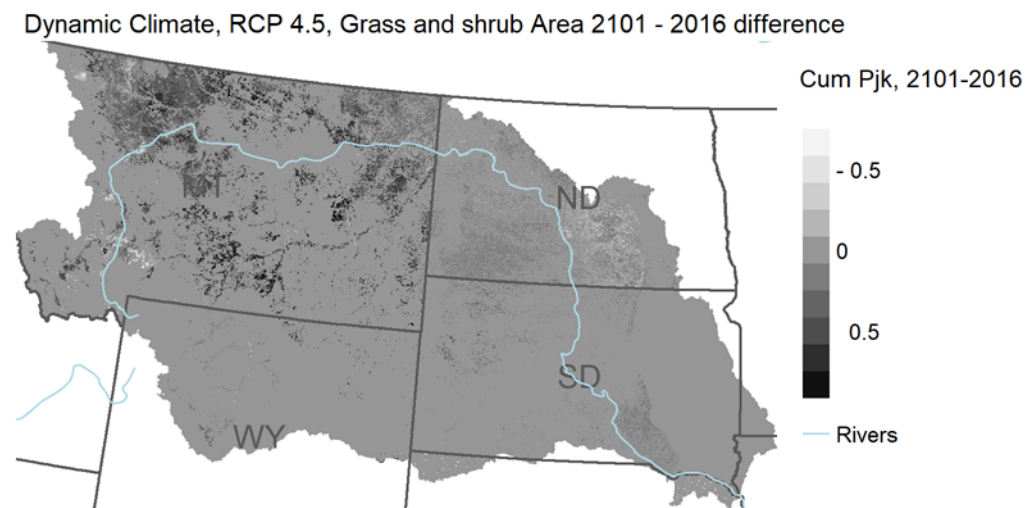 Dynamic Climate, RCP 4.5, Grass and shrub Area 2101 - 2016 difference
Cum Pjk, 2101-2016
- 0.5
MT
ND
0
0.5
SD
WY
Rivers